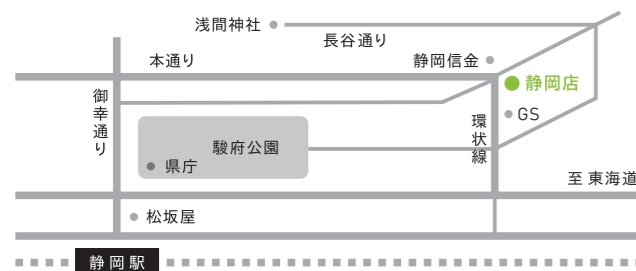 浅間神社
長谷通り
本通り
静岡信金
静岡店
御幸通り
GS
環状線
駿府公園
県庁
至 東海道
松坂屋
静岡駅